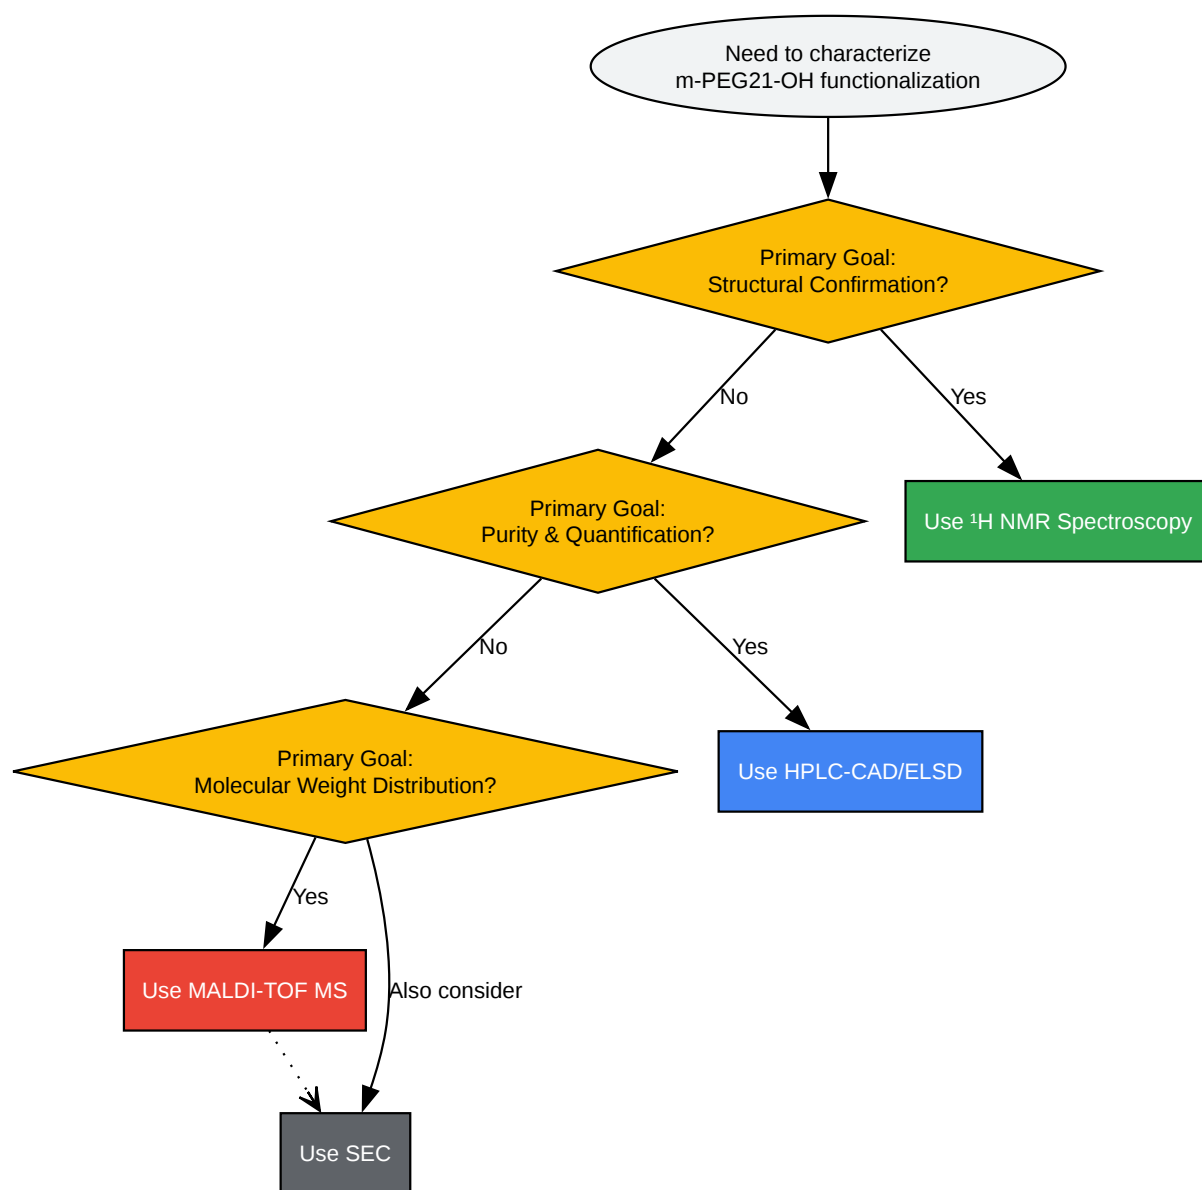 Need to characterize
m-PEG21-OH functionalization
Primary Goal:
Structural Confirmation?
No
Yes
Primary Goal:
Purity & Quantification?
Use ¹H NMR Spectroscopy
No
Yes
Primary Goal:
Molecular Weight Distribution?
Use HPLC-CAD/ELSD
Yes
Use MALDI-TOF MS
Also consider
Use SEC